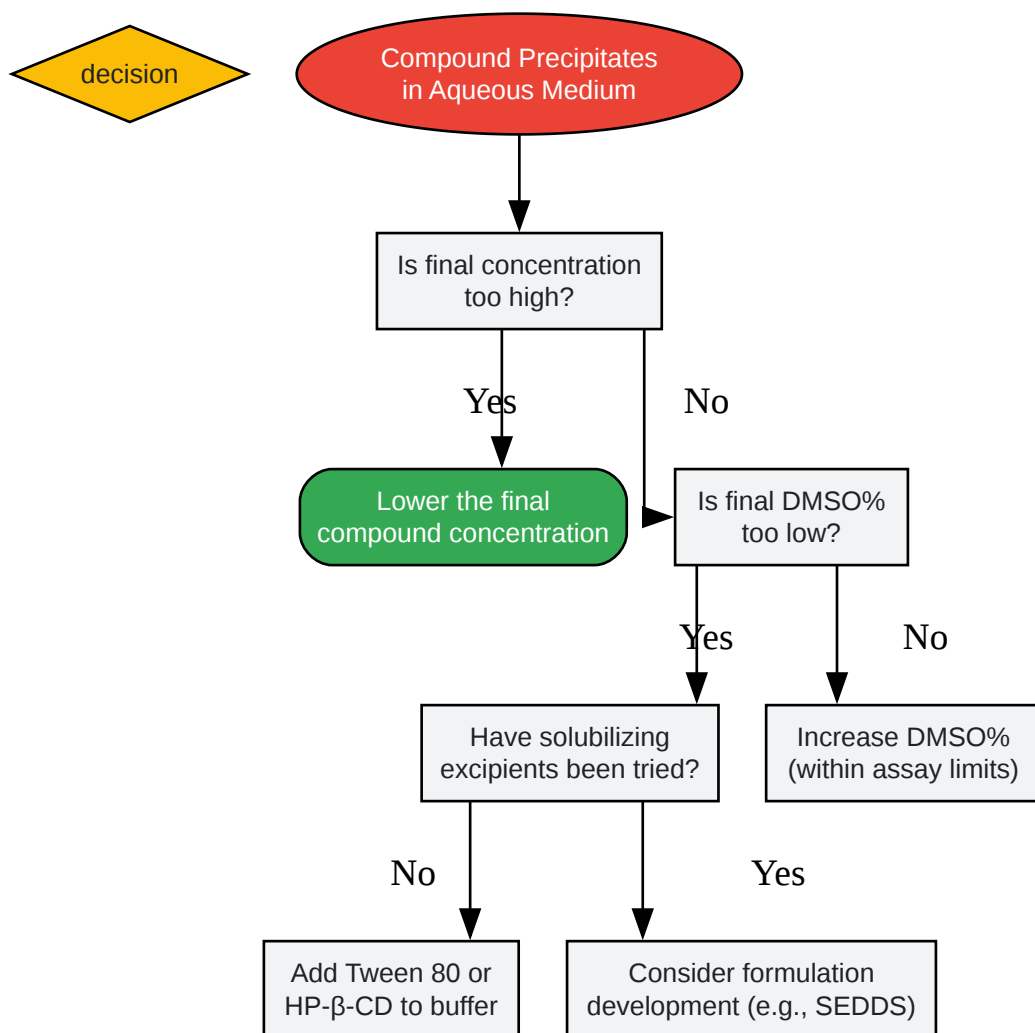 decision
Compound Precipitates
in Aqueous Medium
Is final concentration
too high?
Yes
No
Lower the final
compound concentration
Is final DMSO%
too low?
Yes
No
Have solubilizing
excipients been tried?
Increase DMSO%
(within assay limits)
No
Yes
Add Tween 80 or
HP-β-CD to buffer
Consider formulation
development (e.g., SEDDS)